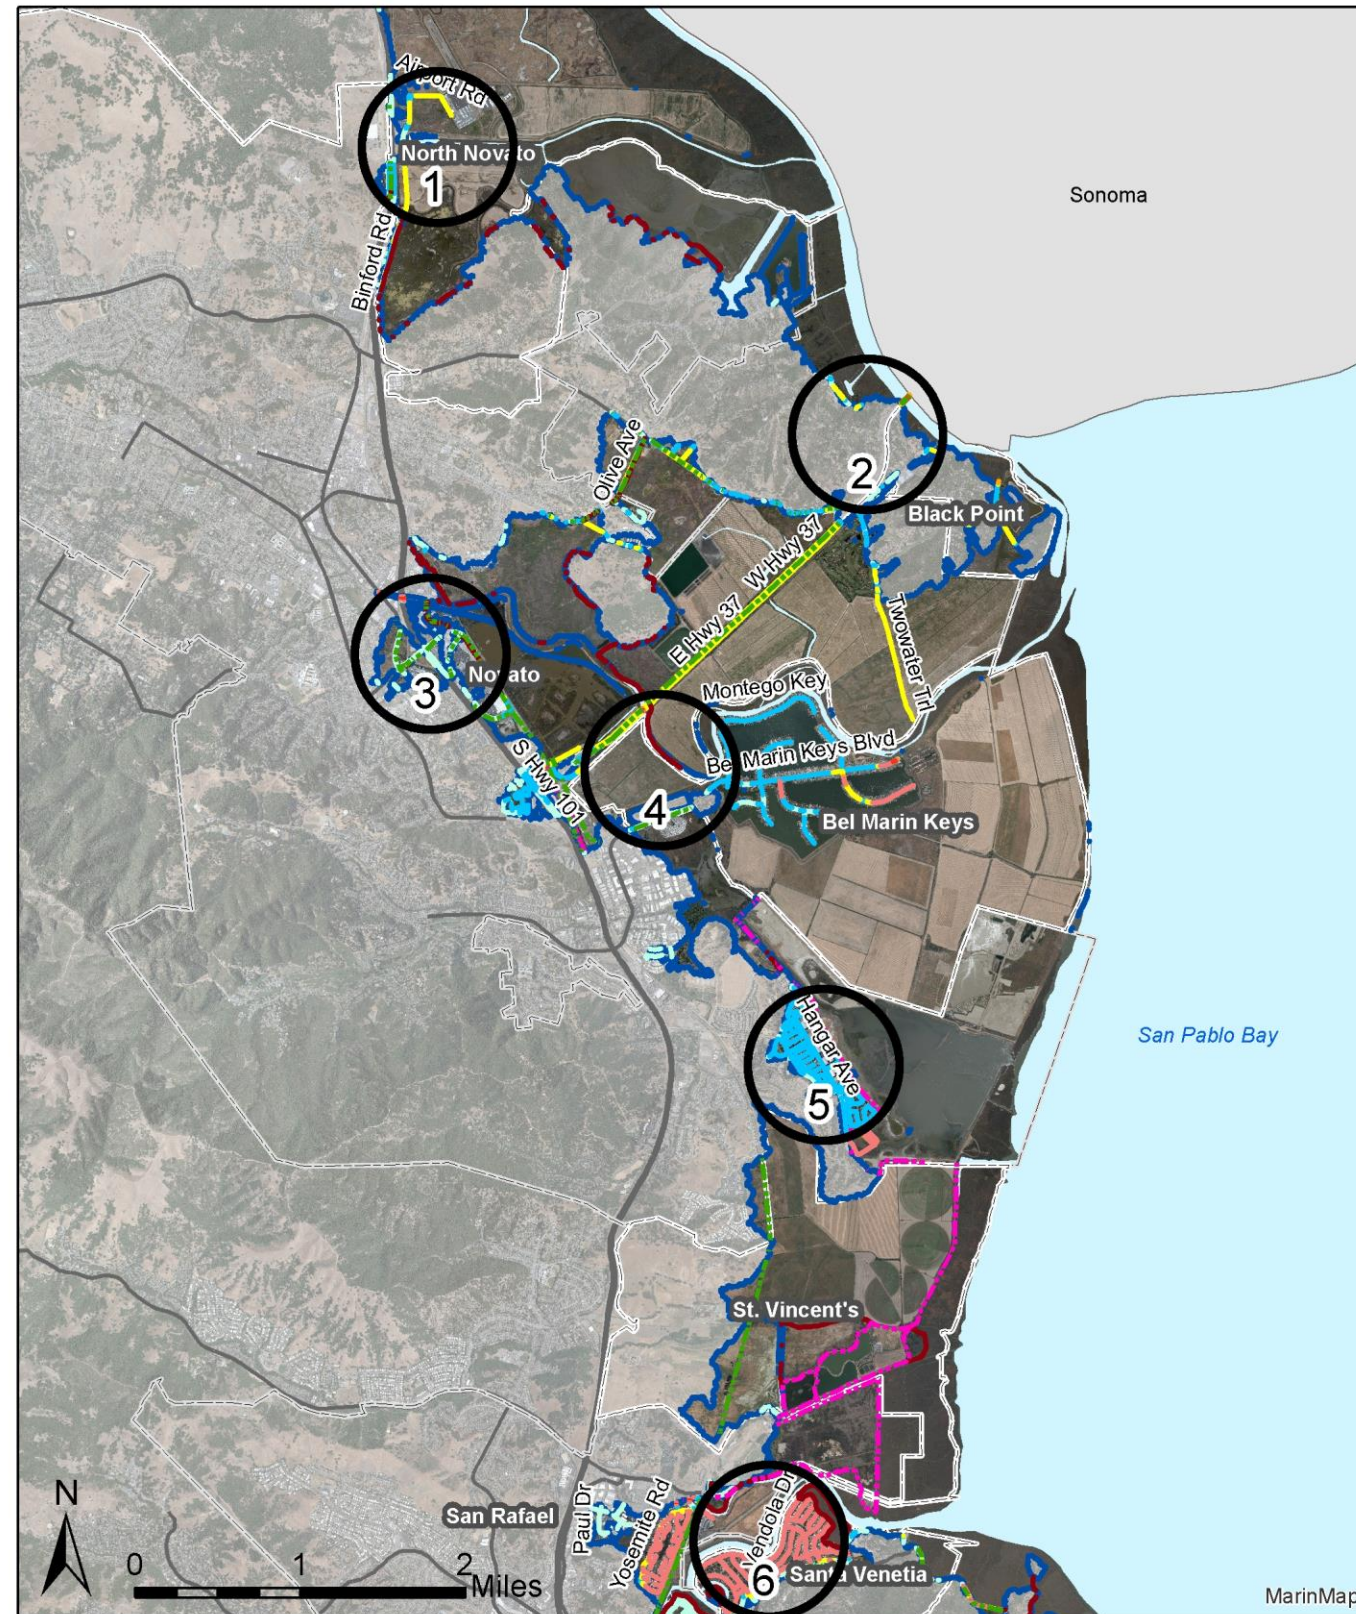 Airport Rd
North Novato
1
Sonoma
Binford Rd
2
Olive Ave
Black Point
W Hwy 37
E Hwy 37
Twowater Trl
3
Novato
Montego Key
S Hwy 101
Bel Marin Keys Blvd
4
Bel Marin Keys
Hangar Ave
San Pablo Bay
5
St. Vincent's
N
San Rafael
Paul Dr
Yosemite Rd
Vendola Dr
6
Santa Venetia
0 1 2
Miles
MarinMap